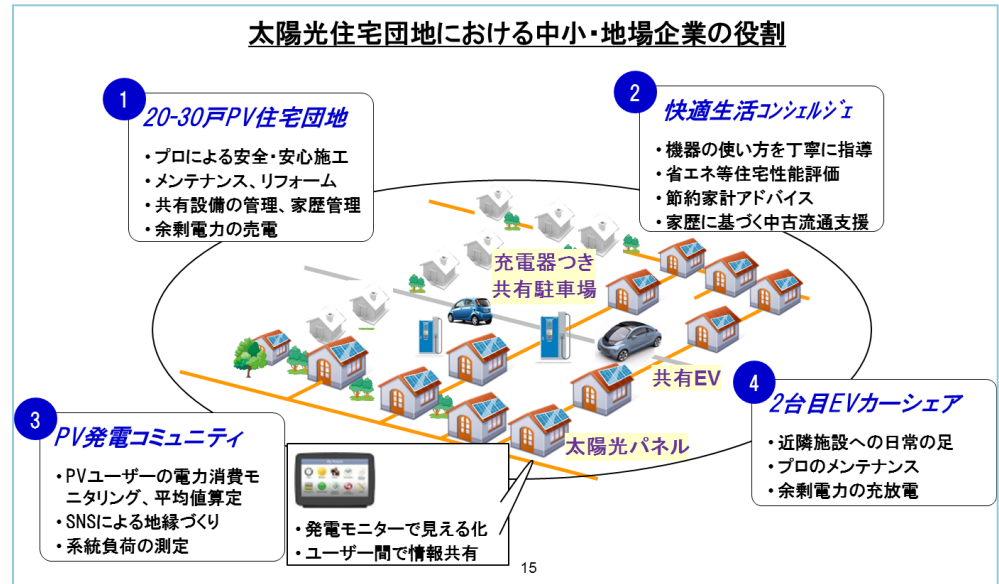 太陽光住宅団地における中小・地場企業の役割
1
20-30戸PV住宅団地
・プロによる安全・安心施工
・メンテナンス、リフォーム
・共有設備の管理、家歴管理
・余剰電力の売電
2
快適生活ｺﾝｼｪﾙｼﾞｪ
・機器の使い方を丁寧に指導
・省エネ等住宅性能評価
・節約家計アドバイス
・家歴に基づく中古流通支援
充電器つき
共有駐車場
共有EV
太陽光パネル
3
PV発電コミュニティ
・PVユーザーの電力消費モ
ニタリング、平均値算定
・SNSによる地縁づくり
・系統負荷の測定
・発電モニターで見える化
・ユーザー間で情報共有
4
2台目EVカーシェア
・近隣施設への日常の足
・プロのメンテナンス
・余剰電力の充放電
15